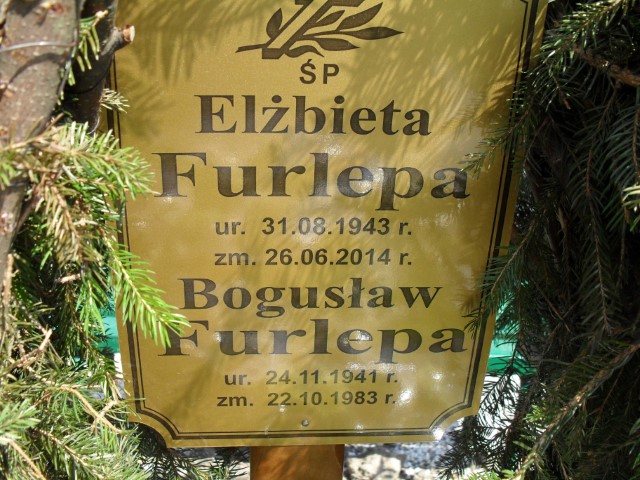 ŚP
Elżbieta
Furlepa
ur. 31.08.1943 r.
zm. 26.06.2014 r.
Bogusław
Furlepa
ur. 24.11.1941 r.
zm. 22.10.1983 r.